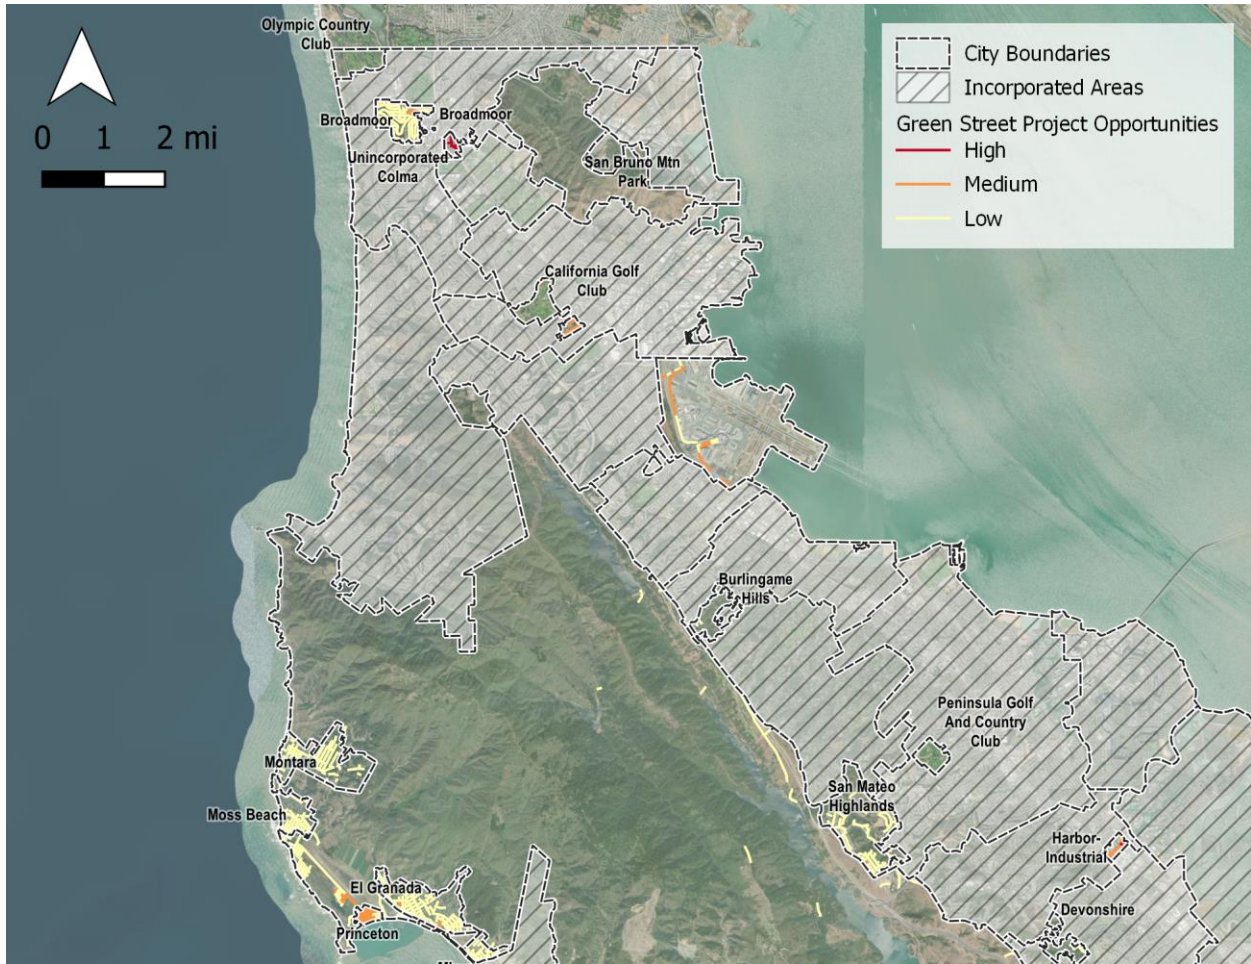 Olympic Country
Club
City Boundaries
Incorporated Areas
Green Street Project Opportunities
High
Medium
Low
0 1 2 mi
Broadmoor
Broadmoor
Unincorporated
Colma
San Bruno Mtn
Park
California Golf
Club
Burlingame
Hills
Peninsula Golf
And Country
Club
Montara
San Mateo
Highlands
Moss Beach
Harbor-
Industrial
El Granada
Devonshire
Princeton